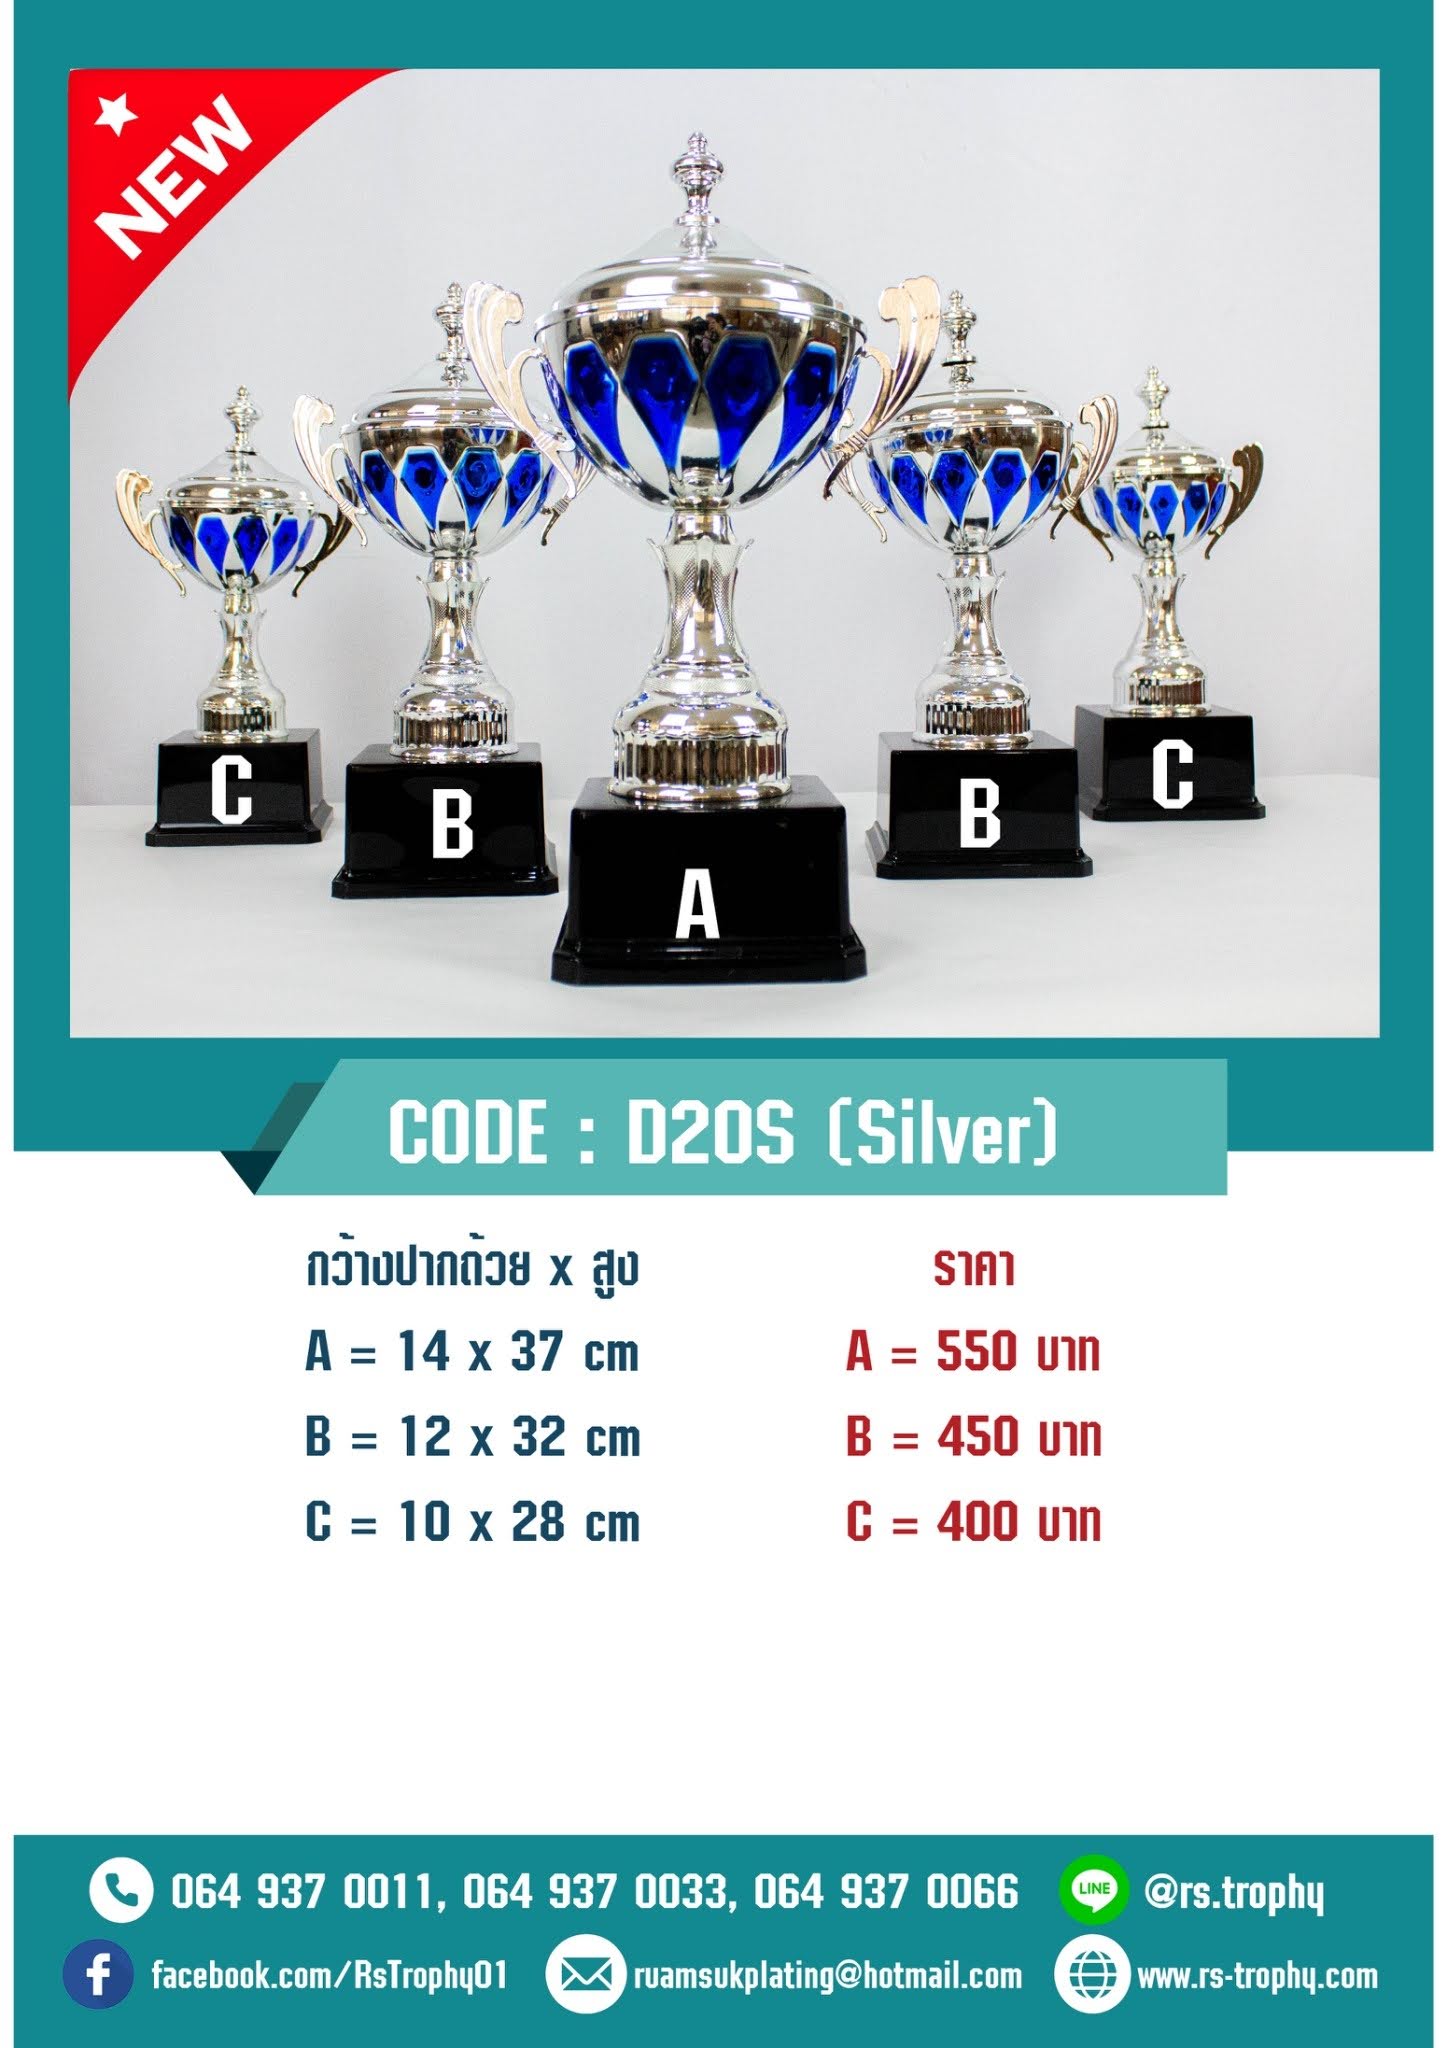 NEW
C
B
A
B
C
CODE : D20S (Silver)
กว้างปากถ้วย x สูง
A = 14 x 37 cm
B = 12 x 32 cm
C = 10 x 28 cm
ราคา
A = 550 บาท
B = 450 บาท
C = 400 บาท
064 937 0011, 064 937 0033, 064 937 0066
LINE @rs.trophy
f facebook.com/RsTrophy01
ruamsukplating@hotmail.com
www.rs-trophy.com